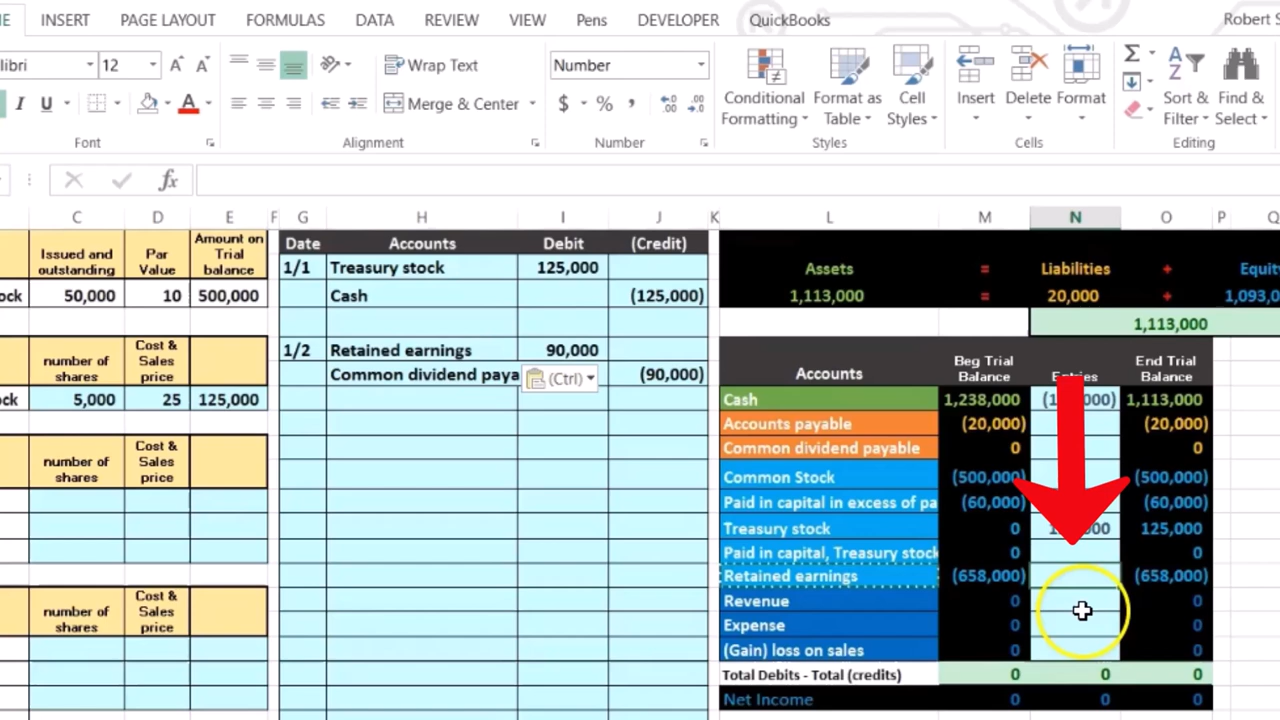 INSERT PAGE LAYOUT FORMULAS DATA REVIEW VIEW Pens DEVELOPER QuickBooks Robert S
libri 12 A A Wrap Text Number Conditional Formatting Format as Table Cell Styles Insert Delete Format Sort & Filter Find & Select
I U A Merge & Center $ % ,
Font Alignment Number Styles Cells Editing
fx
C D E F G H I J K L M N O P Q
Issued and outstanding Par Value Amount on Trial balance
ock 50,000 10 500,000
number of shares Cost & Sales price
ock 5,000 25 125,000
number of shares Cost & Sales price
number of shares Cost & Sales price
Date Accounts Debit (Credit)
1/1 Treasury stock 125,000
Cash (125,000)
1/2 Retained earnings 90,000
Common dividend paya (Ctrl) (90,000)
Assets = Liabilities + Equi
1,113,000 = 20,000 + 1,093,0
1,113,000
Accounts Beg Trial Balance End Trial Balance
Cash 1,238,000 1,113,000
Accounts payable (20,000) (20,000)
Common dividend payable 0 0
Common Stock (500,000) (500,000)
Paid in capital in excess of pa (60,000) (60,000)
Treasury stock 0 125,000
Paid in capital, Treasury stock 0 0
Retained earnings (658,000) (658,000)
Revenue 0 0
Expense 0 0
(Gain) loss on sales 0 0
Total Debits - Total (credits) 0 0 0
Net Income 0 0 0